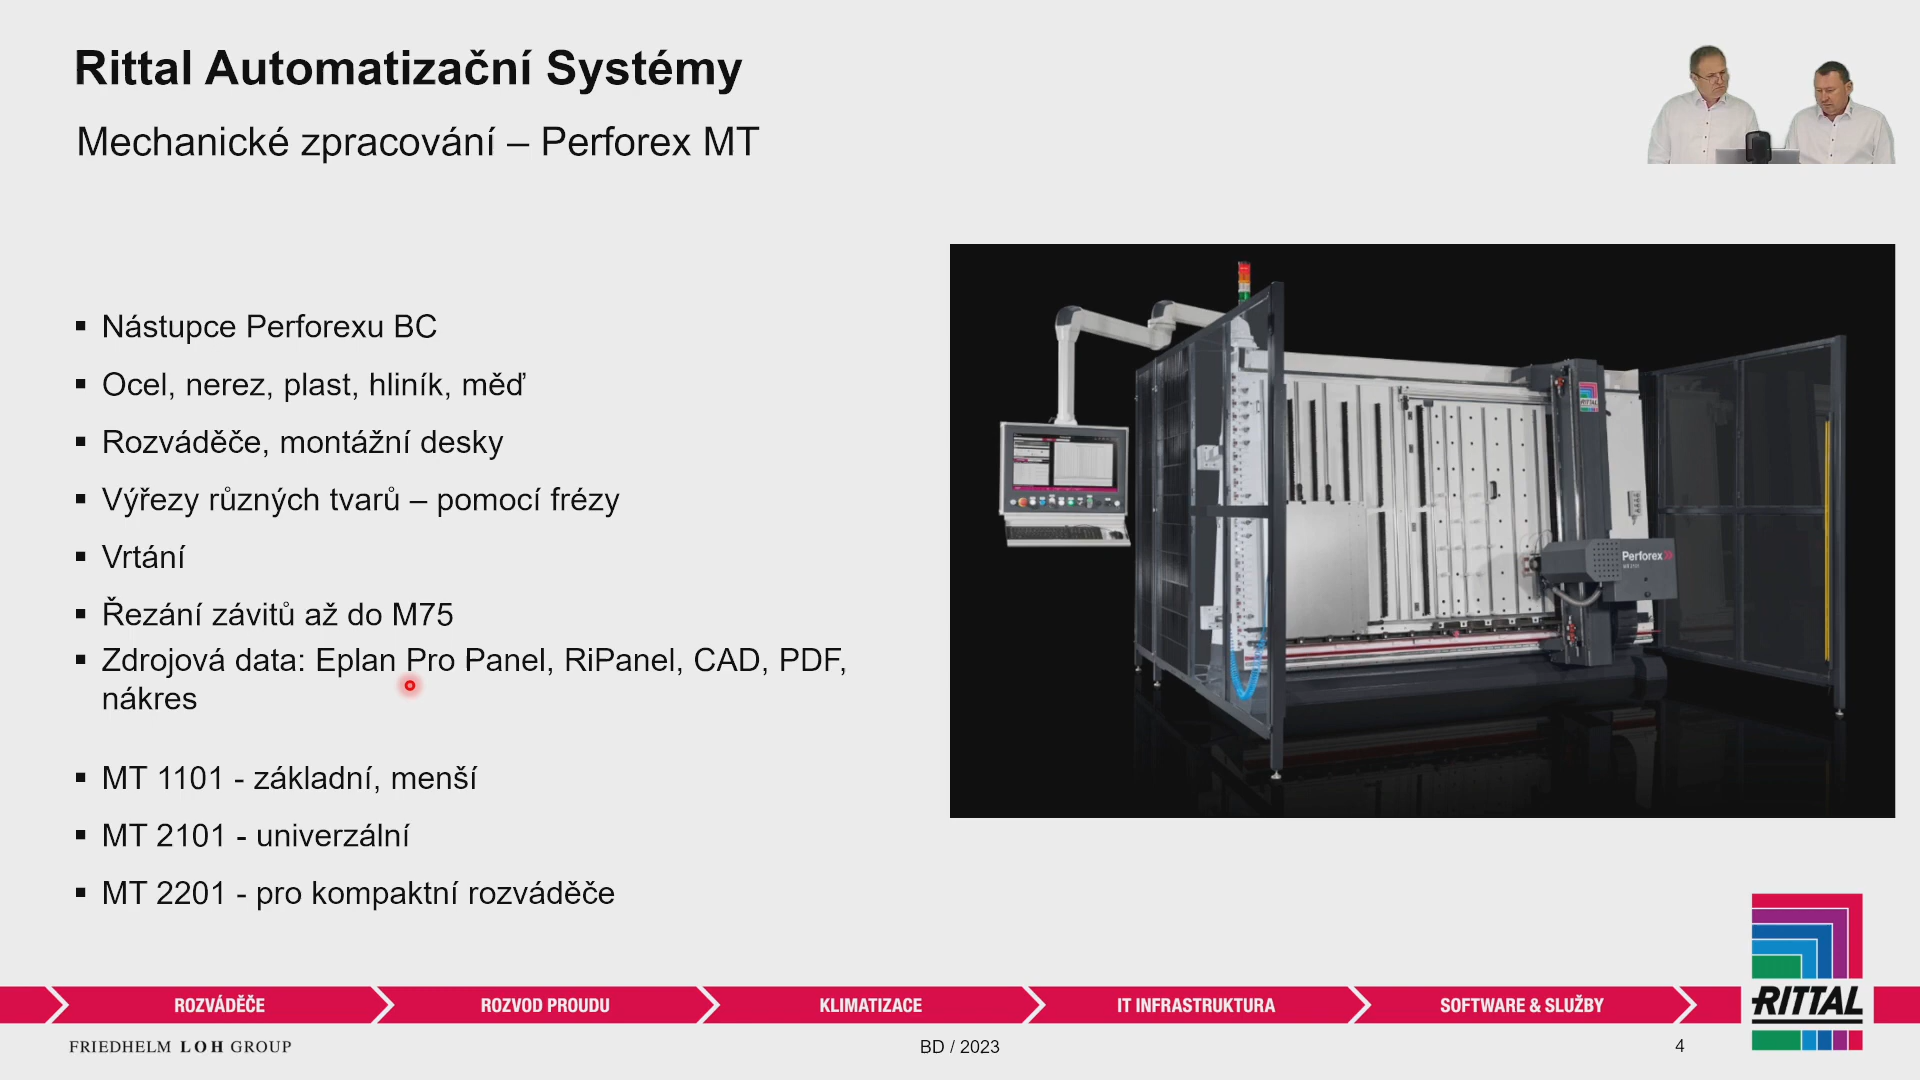 Rittal Automatizační Systémy
Mechanické zpracování – Perforex MT
▪ Nástupce Perforexu BC
▪ Ocel, nerez, plast, hliník, měď
▪ Rozváděče, montážní desky
▪ Výřezy různých tvarů – pomocí frézy
▪ Vrtání
▪ Řezání závitů až do M75
▪ Zdrojová data: Eplan Pro Panel, RiPanel, CAD, PDF,
nákres
▪ MT 1101 - základní, menší
▪ MT 2101 - univerzální
▪ MT 2201 - pro kompaktní rozváděče
RITTAL
Perforex
ROZVÁDĚČE
ROZVOD PROUDU
KLIMATIZACE
IT INFRASTRUKTURA
SOFTWARE & SLUŽBY
RITTAL
FRIEDHELM LOH GROUP
BD / 2023
4